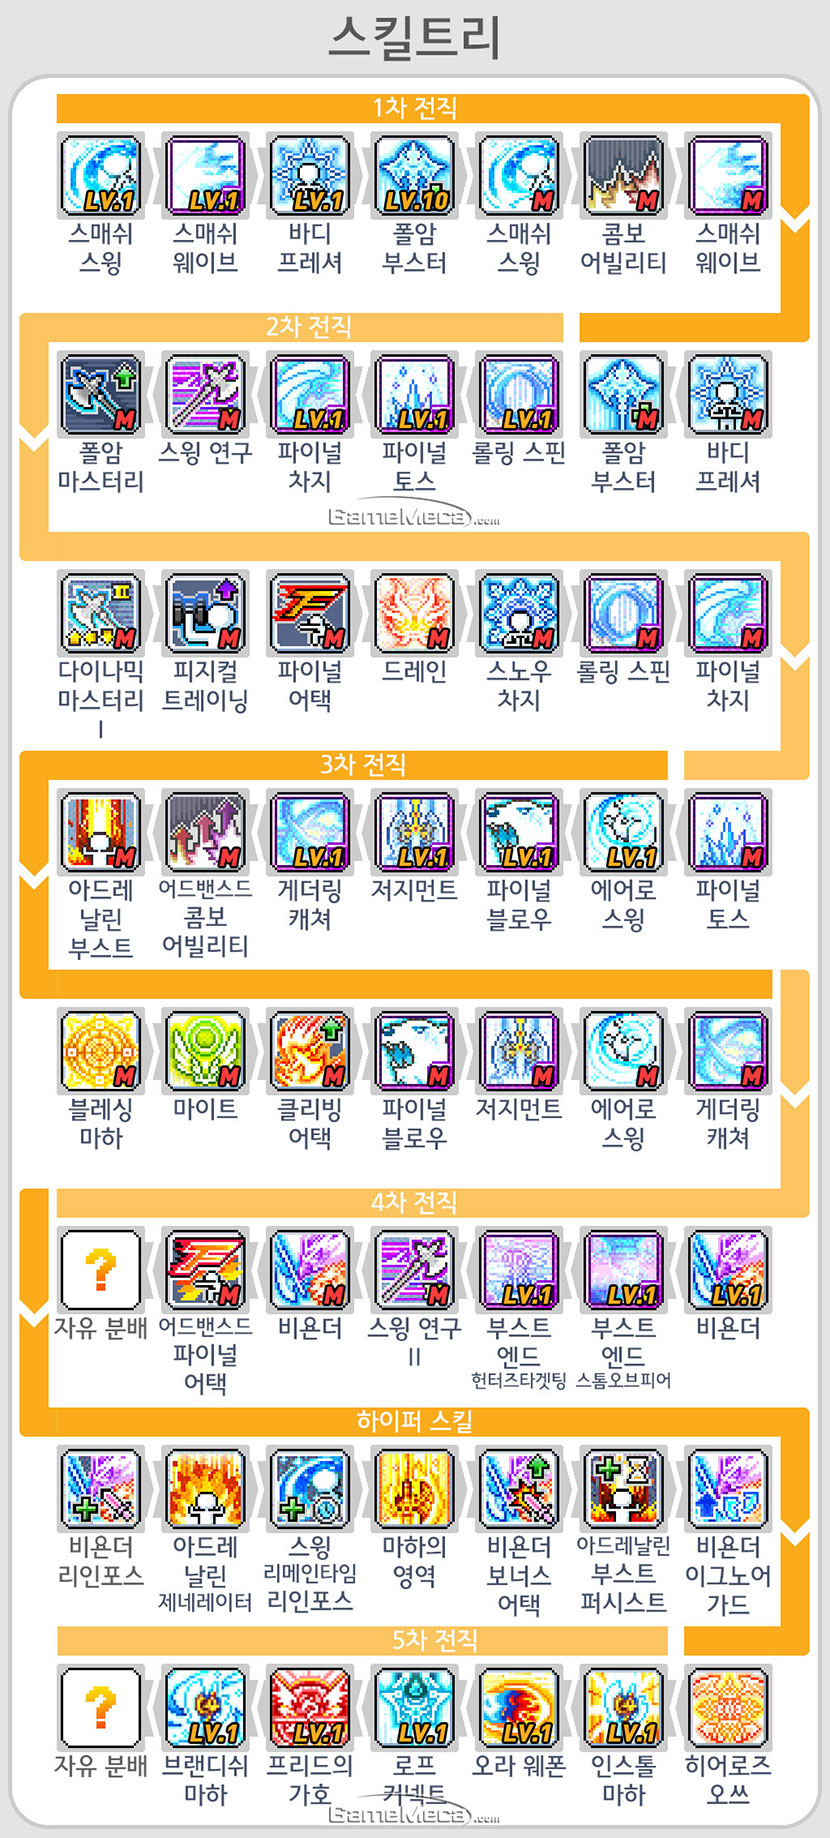 스킬트리
1차 전직
LV.1 LV.1 LV.1 LV.10 M M M
스매쉬 스매쉬 바디 폴암 스매쉬 콤보 스매쉬
스윙 웨이브 프레셔 부스터 스윙 어빌리티 웨이브
2차 전직
M M LV.1 LV.1 LV.1 M M
폴암 스윙 연구 파이널 파이널 롤링 스핀 폴암 바디
마스터리 차지 토스 부스터 프레셔
GameMeca.com
II M M M M M M M
다이나믹 피지컬 파이널 드레인 스노우 롤링 스핀 파이널
마스터리 트레이닝 어택 차지 차지
I
3차 전직
M M LV.1 LV.1 LV.1 LV.1 M
아드레 어드밴스드 게더링 저지먼트 파이널 에어로 파이널
날린 콤보 캐쳐 블로우 스윙 토스
부스트 어빌리티
M M M M M M M
블레싱 마이트 클리빙 파이널 저지먼트 에어로 게더링
마하 어택 블로우 스윙 캐쳐
4차 전직
? M M M LV.1 LV.1 LV.1
자유 분배 어드밴스드 비욘더 스윙 연구 부스트 부스트 비욘더
파이널 II 엔드 엔드
어택 헌터즈타겟팅 스톰오브피어
하이퍼 스킬
비욘더 아드레 스윙 마하의 비욘더 아드레날린 비욘더
리인포스 날린 리메인타임 영역 보너스 부스트 이그노어
제네레이터 리인포스 어택 퍼시스트 가드
5차 전직
? LV.1 LV.1 LV.1 LV.1 LV.1
자유 분배 브랜디쉬 프리드의 로프 오라 웨폰 인스톨 히어로즈
마하 가호 커넥트 마하 오쓰
GameMeca.com